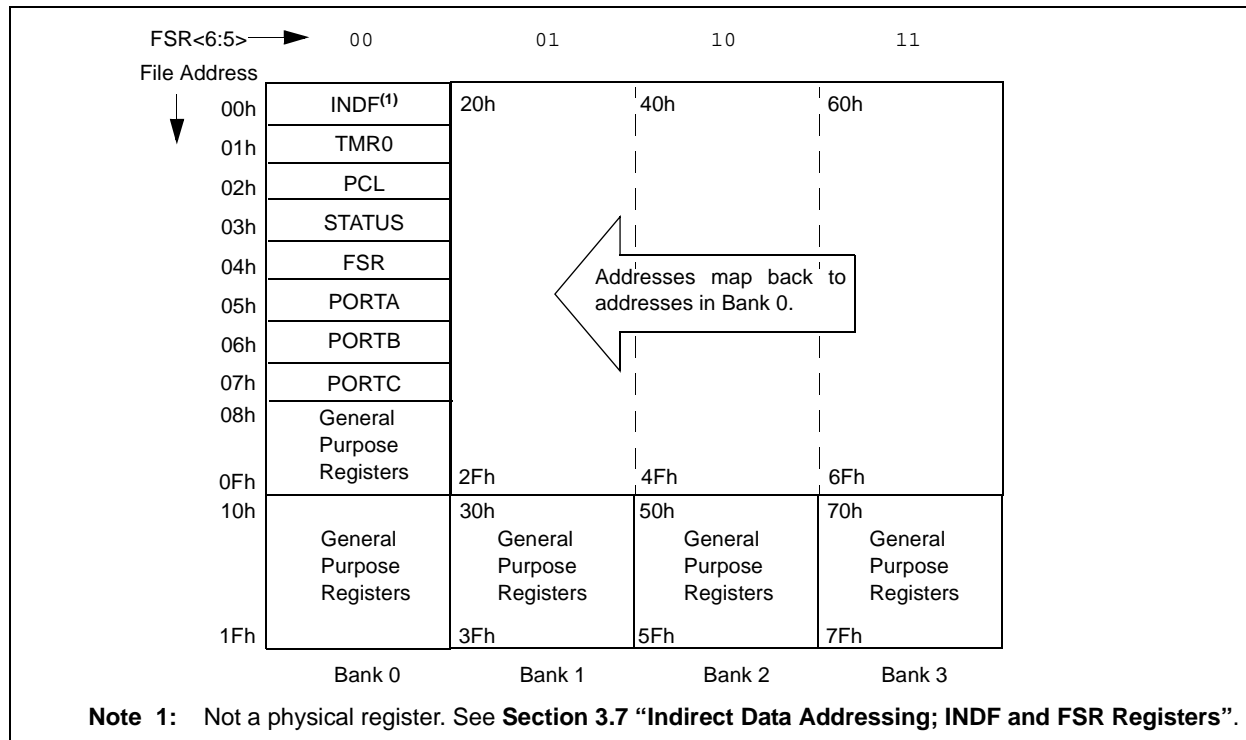 FSR<6:5> 00 01 10 11
File Address
00h INDF(1) 20h 40h 60h
01h TMR0
02h PCL
03h STATUS
04h FSR
Addresses map back to
05h PORTA
addresses in Bank 0.
06h PORTB
07h PORTC
08h General
Purpose
Registers
0Fh 2Fh 4Fh 6Fh
10h 30h 50h 70h
General General General General
Purpose Purpose Purpose Purpose
Registers Registers Registers Registers
1Fh 3Fh 5Fh 7Fh
Bank 0 Bank 1 Bank 2 Bank 3
Note 1: Not a physical register. See Section 3.7 “Indirect Data Addressing; INDF and FSR Registers”.